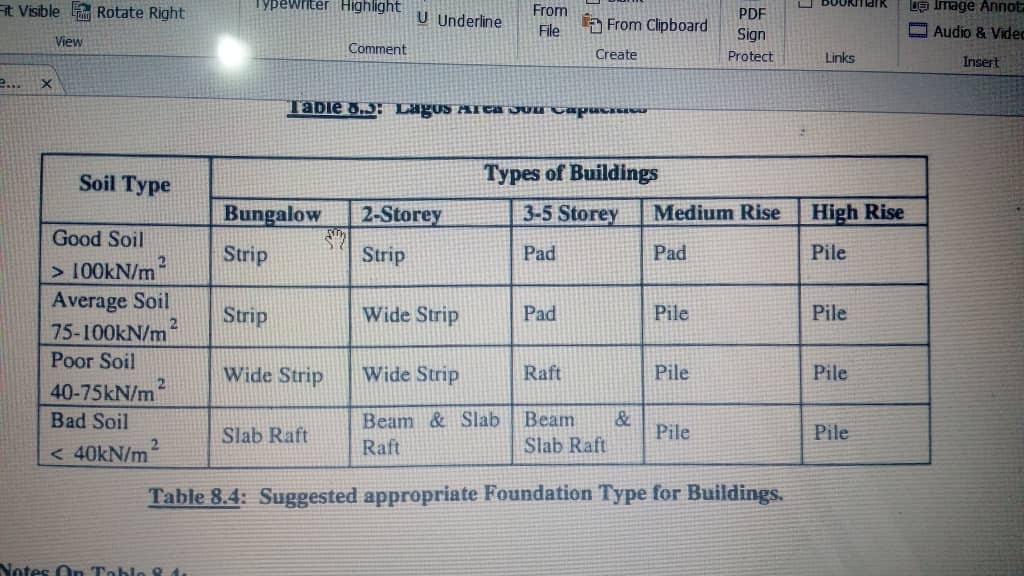 Fit Visible Rotate Right
View
Typewriter Highlight
U Underline
Comment
From File
From Clipboard
Create
PDF Sign
Protect
Bookmark
Links
Image Annot
Audio & Video
Insert
e... x
Table 8.3: Lagos Area Soil Capacities
Soil Type Types of Buildings
Bungalow 2-Storey 3-5 Storey Medium Rise High Rise
Good Soil
> 100kN/m² Strip Strip Pad Pad Pile
Average Soil
75-100kN/m² Strip Wide Strip Pad Pile Pile
Poor Soil
40-75kN/m² Wide Strip Wide Strip Raft Pile Pile
Bad Soil Beam & Slab Beam &
< 40kN/m² Slab Raft Raft Slab Raft Pile Pile
Table 8.4: Suggested appropriate Foundation Type for Buildings.
Notes On Table 8.4: